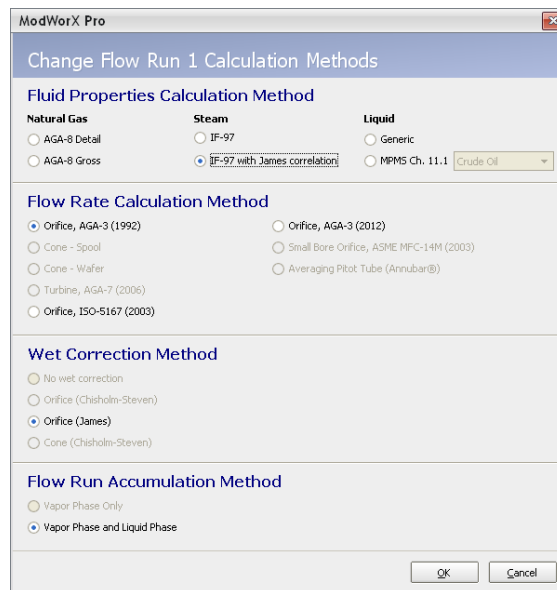 ModWorX Pro
Change Flow Run 1 Calculation Methods
Fluid Properties Calculation Method
Natural Gas Steam Liquid
AGA-8 Detail IF-97 Generic
AGA-8 Gross IF-97 with James correlation MPMS Ch. 11.1 Crude Oil
Flow Rate Calculation Method
Orifice, AGA-3 (1992) Orifice, AGA-3 (2012)
Cone - Spool Small Bore Orifice, ASME MFC-14M (2003)
Cone - Wafer Averaging Pitot Tube (Annubar®)
Turbine, AGA-7 (2006)
Orifice, ISO-5167 (2003)
Wet Correction Method
No wet correction
Orifice (Chisholm-Steven)
Orifice (James)
Cone (Chisholm-Steven)
Flow Run Accumulation Method
Vapor Phase Only
Vapor Phase and Liquid Phase
OK Cancel